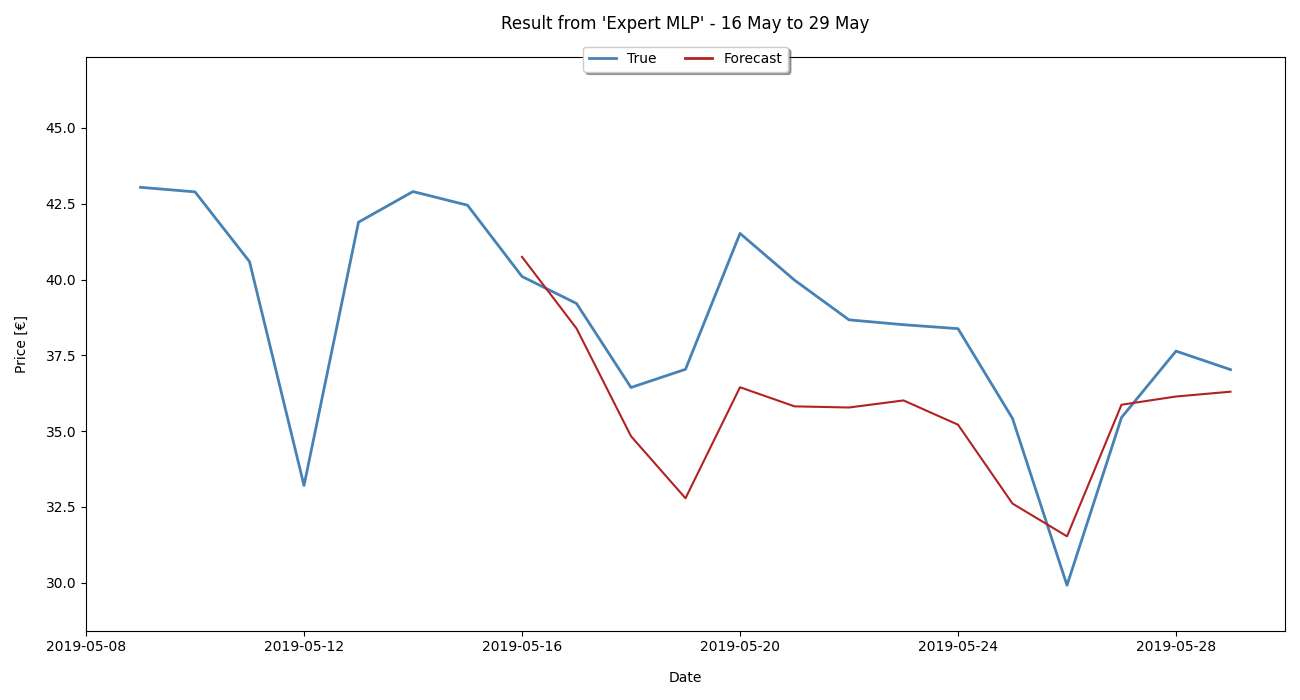 Result from 'Expert MLP' - 16 May to 29 May
True Forecast
45.0
42.5
40.0
37.5
35.0
32.5
30.0
Price [€]
2019-05-08 2019-05-12 2019-05-16 2019-05-20 2019-05-24 2019-05-28
Date